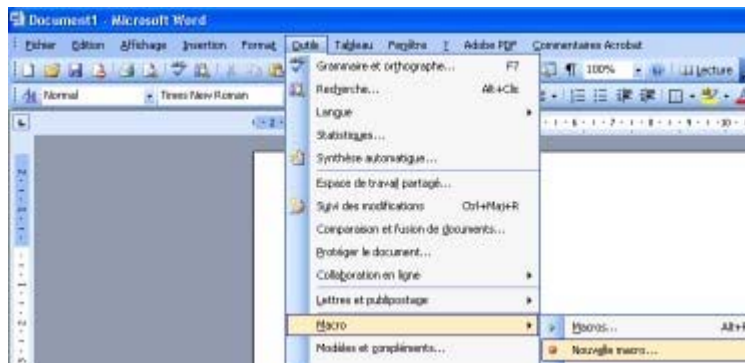 Document1 - Microsoft Word
Fichier Edition Affichage Insertion Format Outils Tableau Fenêtre ? Adobe PDF Commentaires Acrobat
100% Lecture
Normal Times New Roman
Grammaire et orthographe... F7
Recherche... Alt+Clic
Langue
Statistiques...
Synthèse automatique...
Espace de travail partagé...
Suivi des modifications Ctrl+Maj+R
Comparaison et fusion de documents...
Protéger le document...
Collaboration en ligne
Lettres et publipostage
Macro
Modèles et compléments...
Macros... Alt+F
Nouvelle macro...